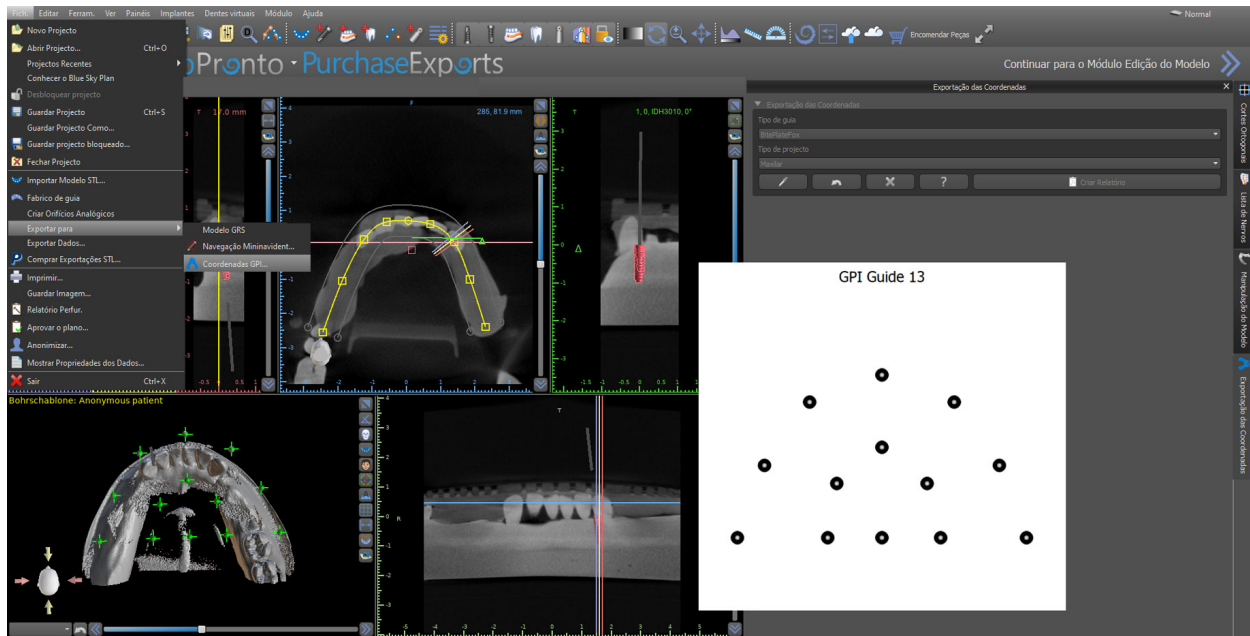 Fich. Editar Ferram. Ver Painéis Implantes Dentes virtuais Módulo Ajuda
Normal
Encomendar Peças
Pronto · PurchaseExports
Continuar para o Módulo Edição do Modelo
Novo Projecto
Abrir Projecto... Ctrl+O
Projectos Recentes
Conhecer o Blue Sky Plan
Desbloquear projecto
Guardar Projecto Ctrl+S
Guardar Projecto Como...
Guardar projecto bloqueado...
Fechar Projecto
Importar Modelo STL...
Fabrico de guia
Criar Orifícios Analógicos
Exportar para
Exportar Dados...
Comprar Exportações STL...
Imprimir...
Guardar Imagem...
Relatório Perfur.
Aprovar o plano...
Anonimizar...
Mostrar Propriedades dos Dados...
Sair Ctrl+X
Modelo GRS
Navegação Mininavident...
Coordenadas GPI...
T 17.0 mm
285, 81.9 mm
T 1, 0, IDH3010, 0°
Exportação das Coordenadas
Exportação das Coordenadas
Tipo de guia
BitePlateFox
Tipo de projecto
Maxilar
? Criar Relatório
Cortes Ortogonais
Lista de Nervos
Manipulação do Modelo
Exportação das Coordenadas
GPI Guide 13
Bohrschablone: Anonymous patient
T
R